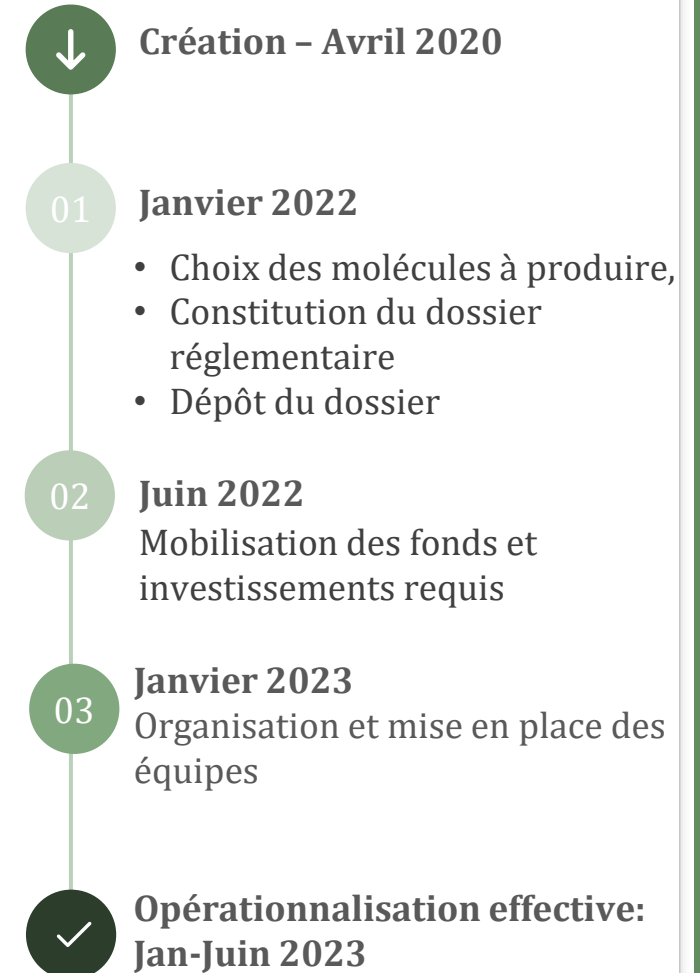 Création – Avril 2020
01
Janvier 2022
• Choix des molécules à produire,
• Constitution du dossier
réglementaire
• Dépôt du dossier
02
Juin 2022
Mobilisation des fonds et
investissements requis
03
Janvier 2023
Organisation et mise en place des
équipes
Opérationnalisation effective:
Jan-Juin 2023